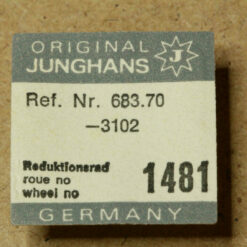 ORIGINAL
JUNGHANS J
Ref. Nr. 683.70
–3102
Reduktionsrad
roue no
wheel no 1481
GERMANY